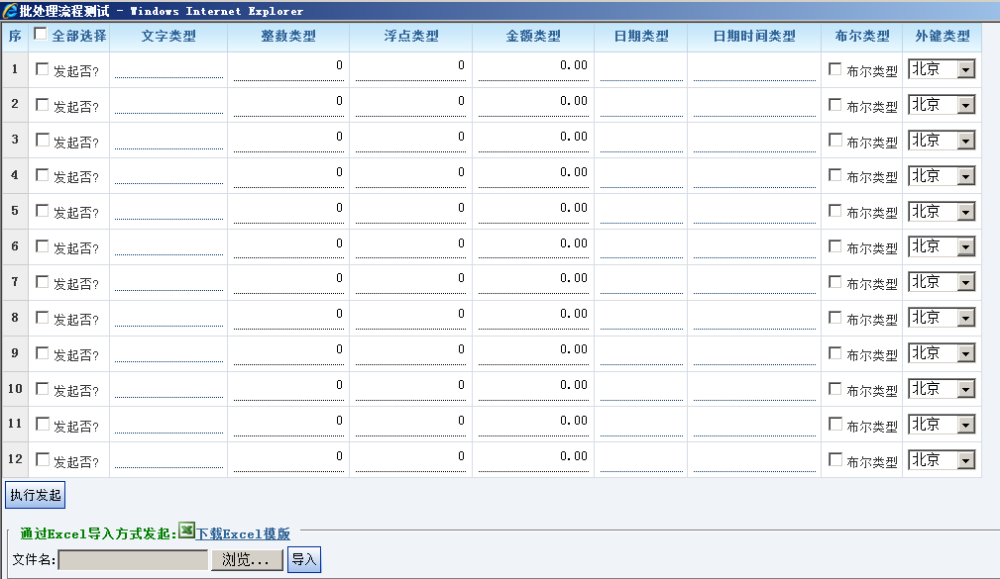 批处理流程测试 - Windows Internet Explorer
序 全部选择 文字类型 整数类型 浮点类型 金额类型 日期类型 日期时间类型 布尔类型 外键类型
1 发起否? 0 0 0.00 布尔类型 北京
2 发起否? 0 0 0.00 布尔类型 北京
3 发起否? 0 0 0.00 布尔类型 北京
4 发起否? 0 0 0.00 布尔类型 北京
5 发起否? 0 0 0.00 布尔类型 北京
6 发起否? 0 0 0.00 布尔类型 北京
7 发起否? 0 0 0.00 布尔类型 北京
8 发起否? 0 0 0.00 布尔类型 北京
9 发起否? 0 0 0.00 布尔类型 北京
10 发起否? 0 0 0.00 布尔类型 北京
11 发起否? 0 0 0.00 布尔类型 北京
12 发起否? 0 0 0.00 布尔类型 北京
执行发起
通过Excel导入方式发起:下载Excel模版
文件名: 浏览... 导入